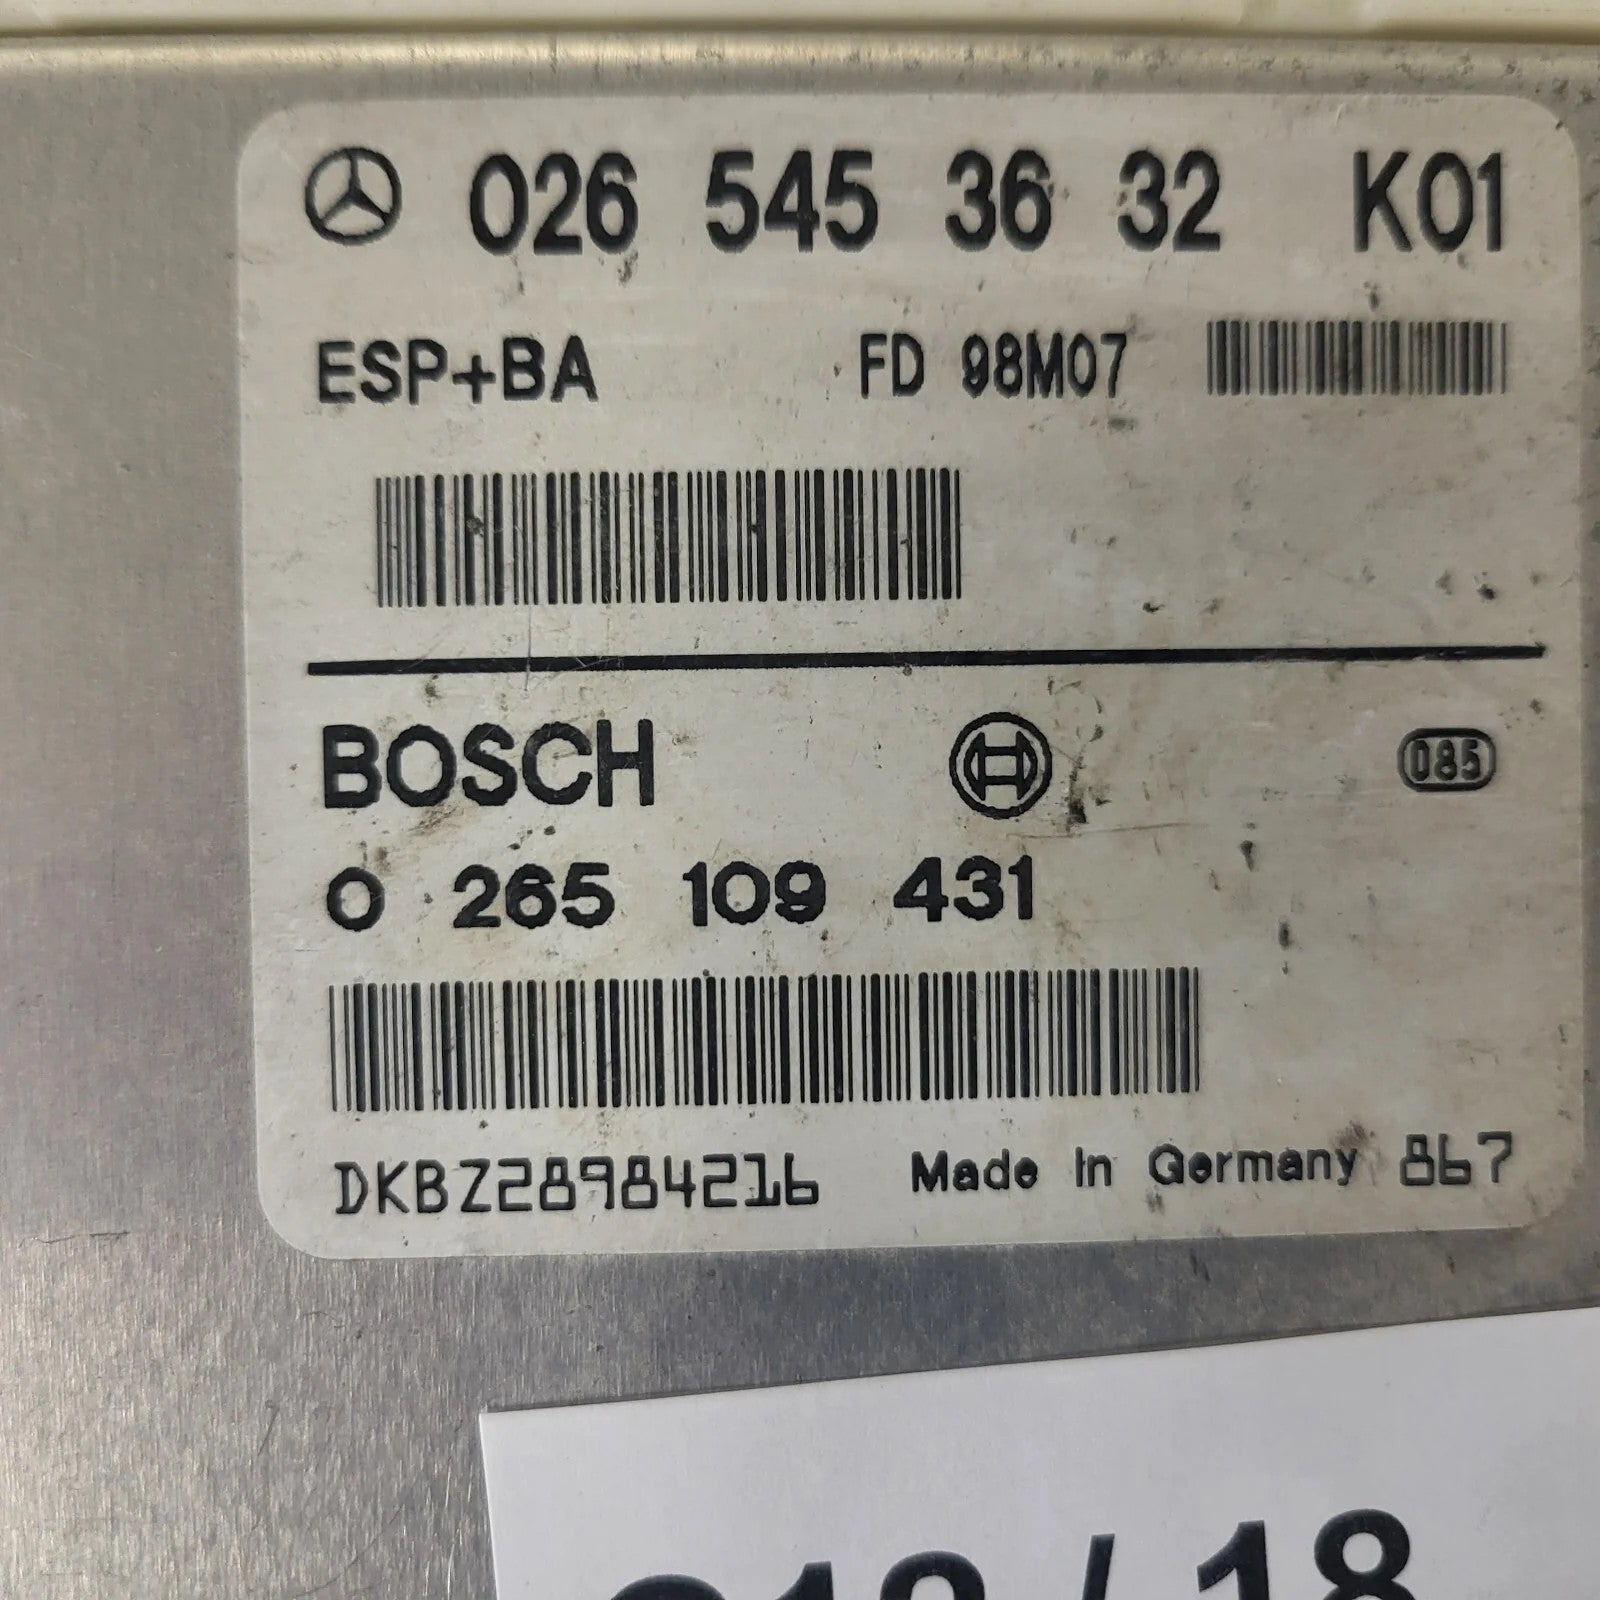 026 545 36 32 K01
ESP+BA FD 98M07
BOSCH 085
0 265 109 431
DKBZ28984216 Made In Germany 867
/ 18